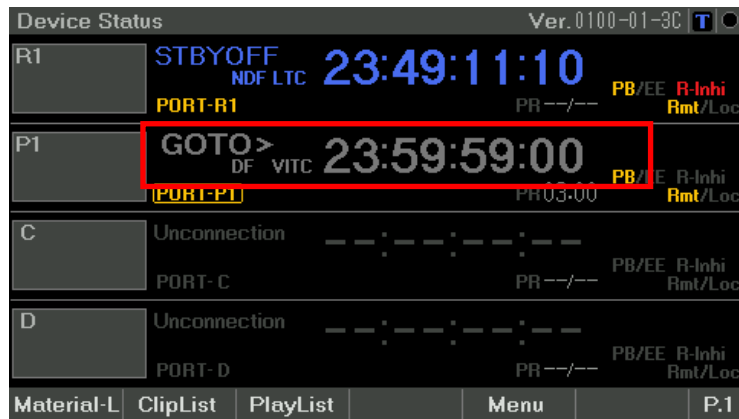 Device Status Ver.0100-01-3C T
R1 STBYOFF NDF LTC 23:49:11:10 PB/EE R-Inhi
PORT-R1 PR--/-- Rmt/Loc
P1 GOTO> DF VITC 23:59:59:00 PB/EE R-Inhi
PORT-P1 PR03:00 Rmt/Loc
C Unconnection --:--:--:-- PB/EE R-Inhi
PORT-C PR--/-- Rmt/Loc
D Unconnection --:--:--:-- PB/EE R-Inhi
PORT-D PR--/-- Rmt/Loc
Material-L ClipList PlayList Menu P.1